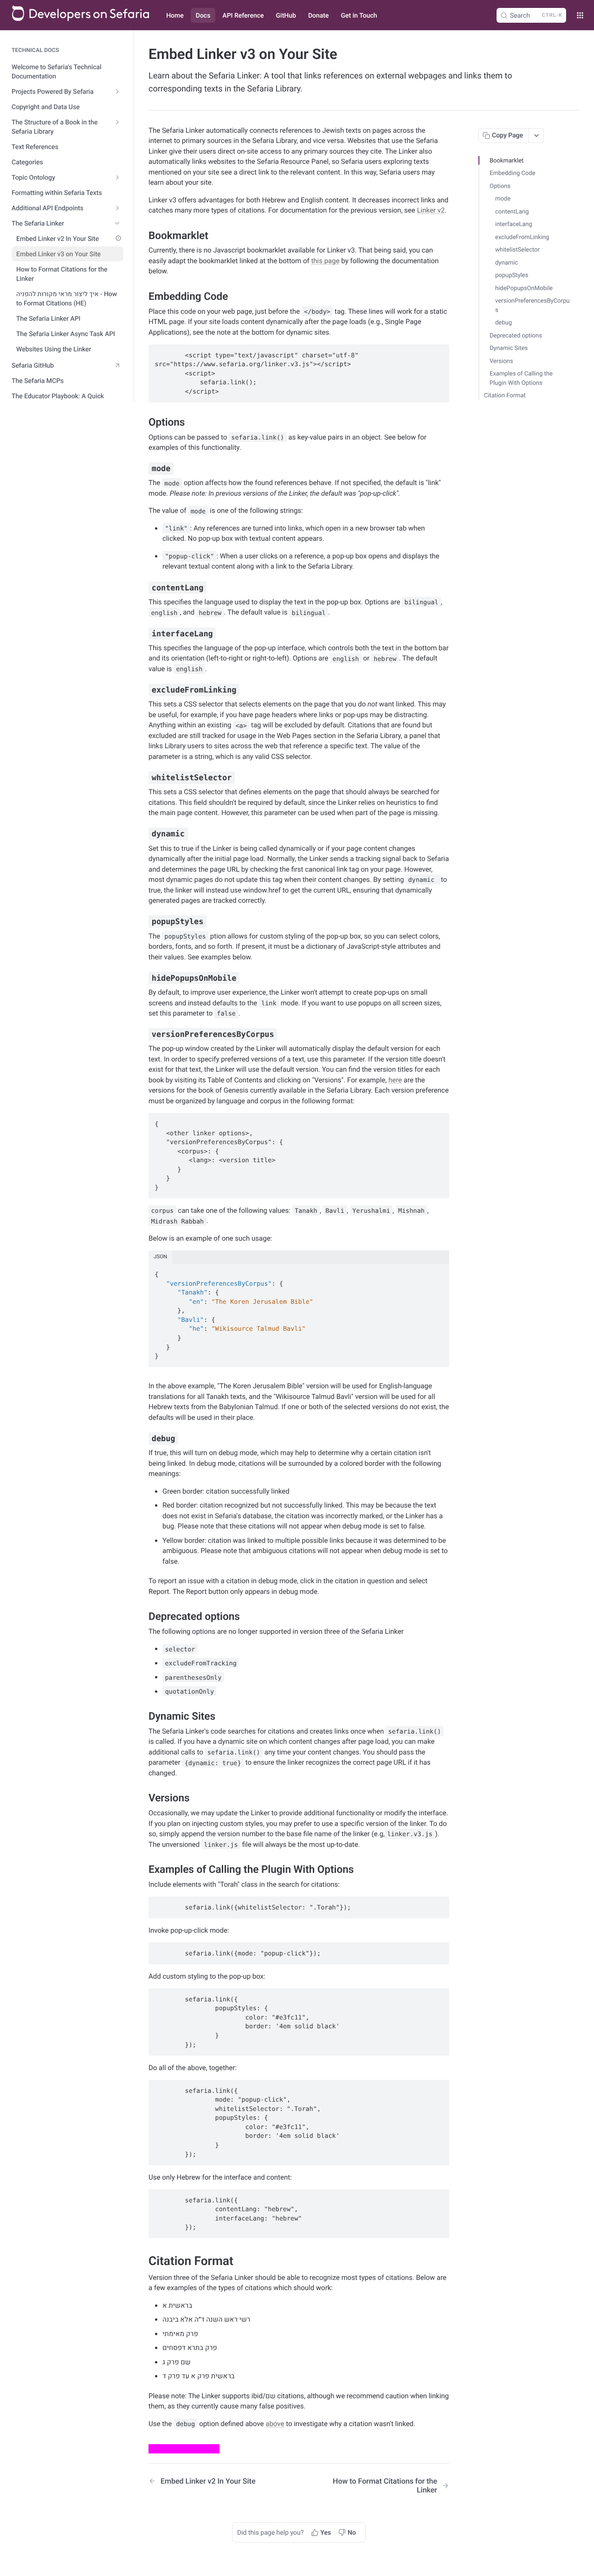 Developers on Sefaria
Home
Docs
API Reference
GitHub
Donate
Get in Touch
Search
CTRL-K
TECHNICAL DOCS
Welcome to Sefaria's Technical
Documentation
Projects Powered By Sefaria
Copyright and Data Use
The Structure of a Book in the
Sefaria Library
Text References
Categories
Topic Ontology
Formatting within Sefaria Texts
Additional API Endpoints
The Sefaria Linker
Embed Linker v2 In Your Site
Embed Linker v3 on Your Site
How to Format Citations for the
Linker
איך ליצור מראי מקורות להפניה - How
to Format Citations (HE)
The Sefaria Linker API
The Sefaria Linker Async Task API
Websites Using the Linker
Sefaria GitHub
The Sefaria MCPs
The Educator Playbook: A Quick
Embed Linker v3 on Your Site
Learn about the Sefaria Linker: A tool that links references on external webpages and links them to
corresponding texts in the Sefaria Library.
The Sefaria Linker automatically connects references to Jewish texts on pages across the
internet to primary sources in the Sefaria Library, and vice versa. Websites that use the Sefaria
Linker give their users direct on-site access to any primary sources they cite. The Linker also
automatically links websites to the Sefaria Resource Panel, so Sefaria users exploring texts
mentioned on your site see a direct link to the relevant content. In this way, Sefaria users may
learn about your site.
Linker v3 offers advantages for both Hebrew and English content. It decreases incorrect links and
catches many more types of citations. For documentation for the previous version, see Linker v2.
Bookmarklet
Currently, there is no Javascript bookmarklet available for Linker v3. That being said, you can
easily adapt the bookmarklet linked at the bottom of this page by following the documentation
below.
Embedding Code
Place this code on your web page, just before the </body> tag. These lines will work for a static
HTML page. If your site loads content dynamically after the page loads (e.g., Single Page
Applications), see the note at the bottom for dynamic sites.
<script type="text/javascript" charset="utf-8"
src="https://www.sefaria.org/linker.v3.js"></script>
<script>
sefaria.link();
</script>
Options
Options can be passed to sefaria.link() as key-value pairs in an object. See below for
examples of this functionality.
mode
The mode option affects how the found references behave. If not specified, the default is "link"
mode. Please note: In previous versions of the Linker, the default was "pop-up-click".
The value of mode is one of the following strings:
"link" : Any references are turned into links, which open in a new browser tab when
clicked. No pop-up box with textual content appears.
"popup-click" : When a user clicks on a reference, a pop-up box opens and displays the
relevant textual content along with a link to the Sefaria Library.
contentLang
This specifies the language used to display the text in the pop-up box. Options are bilingual ,
english , and hebrew . The default value is bilingual .
interfaceLang
This specifies the language of the pop-up interface, which controls both the text in the bottom bar
and its orientation (left-to-right or right-to-left). Options are english or hebrew . The default
value is english .
excludeFromLinking
This sets a CSS selector that selects elements on the page that you do not want linked. This may
be useful, for example, if you have page headers where links or pop-ups may be distracting.
Anything within an existing <a> tag will be excluded by default. Citations that are found but
excluded are still tracked for usage in the Web Pages section in the Sefaria Library, a panel that
links Library users to sites across the web that reference a specific text. The value of the
parameter is a string, which is any valid CSS selector.
whitelistSelector
This sets a CSS selector that defines elements on the page that should always be searched for
citations. This field shouldn't be required by default, since the Linker relies on heuristics to find
the main page content. However, this parameter can be used when part of the page is missing.
dynamic
Set this to true if the Linker is being called dynamically or if your page content changes
dynamically after the initial page load. Normally, the Linker sends a tracking signal back to Sefaria
and determines the page URL by checking the first canonical link tag on your page. However,
most dynamic pages do not update this tag when their content changes. By setting dynamic to
true, the linker will instead use window.href to get the current URL, ensuring that dynamically
generated pages are tracked correctly.
popupStyles
The popupStyles ption allows for custom styling of the pop-up box, so you can select colors,
borders, fonts, and so forth. If present, it must be a dictionary of JavaScript-style attributes and
their values. See examples below.
hidePopupsOnMobile
By default, to improve user experience, the Linker won't attempt to create pop-ups on small
screens and instead defaults to the link mode. If you want to use popups on all screen sizes,
set this parameter to false .
versionPreferencesByCorpus
The pop-up window created by the Linker will automatically display the default version for each
text. In order to specify preferred versions of a text, use this parameter. If the version title doesn't
exist for that text, the Linker will use the default version. You can find the version titles for each
book by visiting its Table of Contents and clicking on "Versions". For example, here are the
versions for the book of Genesis currently available in the Sefaria Library. Each version preference
must be organized by language and corpus in the following format:
{
<other linker options>,
"versionPreferencesByCorpus": {
<corpus>: {
<lang>: <version title>
}
}
}
corpus can take one of the following values: Tanakh , Bavli , Yerushalmi , Mishnah ,
Midrash Rabbah .
Below is an example of one such usage:
JSON
{
"versionPreferencesByCorpus": {
"Tanakh": {
"en": "The Koren Jerusalem Bible"
},
"Bavli": {
"he": "Wikisource Talmud Bavli"
}
}
}
In the above example, "The Koren Jerusalem Bible" version will be used for English-language
translations for all Tanakh texts, and the "Wikisource Talmud Bavli" version will be used for all
Hebrew texts from the Babylonian Talmud. If one or both of the selected versions do not exist, the
defaults will be used in their place.
debug
If true, this will turn on debug mode, which may help to determine why a certain citation isn't
being linked. In debug mode, citations will be surrounded by a colored border with the following
meanings:
Green border: citation successfully linked
Red border: citation recognized but not successfully linked. This may be because the text
does not exist in Sefaria's database, the citation was incorrectly marked, or the Linker has a
bug. Please note that these citations will not appear when debug mode is set to false.
Yellow border: citation was linked to multiple possible links because it was determined to be
ambiguous. Please note that ambiguous citations will not appear when debug mode is set to
false.
To report an issue with a citation in debug mode, click in the citation in question and select
Report. The Report button only appears in debug mode.
Deprecated options
The following options are no longer supported in version three of the Sefaria Linker
selector
excludeFromTracking
parenthesesOnly
quotationOnly
Dynamic Sites
The Sefaria Linker's code searches for citations and creates links once when sefaria.link()
is called. If you have a dynamic site on which content changes after page load, you can make
additional calls to sefaria.link() any time your content changes. You should pass the
parameter {dynamic: true} to ensure the linker recognizes the correct page URL if it has
changed.
Versions
Occasionally, we may update the Linker to provide additional functionality or modify the interface.
If you plan on injecting custom styles, you may prefer to use a specific version of the linker. To do
so, simply append the version number to the base file name of the linker (e.g, linker.v3.js ).
The unversioned linker.js file will always be the most up-to-date.
Examples of Calling the Plugin With Options
Include elements with "Torah" class in the search for citations:
sefaria.link({whitelistSelector: ".Torah"});
Invoke pop-up-click mode:
sefaria.link({mode: "popup-click"});
Add custom styling to the pop-up box:
sefaria.link({
popupStyles: {
color: "#e3fc11",
border: '4em solid black'
}
});
Do all of the above, together:
sefaria.link({
mode: "popup-click",
whitelistSelector: ".Torah",
popupStyles: {
color: "#e3fc11",
border: '4em solid black'
}
});
Use only Hebrew for the interface and content:
sefaria.link({
contentLang: "hebrew",
interfaceLang: "hebrew"
});
Citation Format
Version three of the Sefaria Linker should be able to recognize most types of citations. Below are
a few examples of the types of citations which should work:
בראשית א
רשי ראש השנה ד״ה אלא ביבנה
פרק מאימתי
פרק בתרא דפסחים
שם פרק ג
בראשית פרק א עד פרק ד
Please note: The Linker supports ibid/שם citations, although we recommend caution when linking
them, as they currently cause many false positives.
Use the debug option defined above above to investigate why a citation wasn't linked.
Embed Linker v2 In Your Site
How to Format Citations for the
Linker
Did this page help you?
Yes
No
Copy Page
Bookmarklet
Embedding Code
Options
mode
contentLang
interfaceLang
excludeFromLinking
whitelistSelector
dynamic
popupStyles
hidePopupsOnMobile
versionPreferencesByCorpu
s
debug
Deprecated options
Dynamic Sites
Versions
Examples of Calling the
Plugin With Options
Citation Format